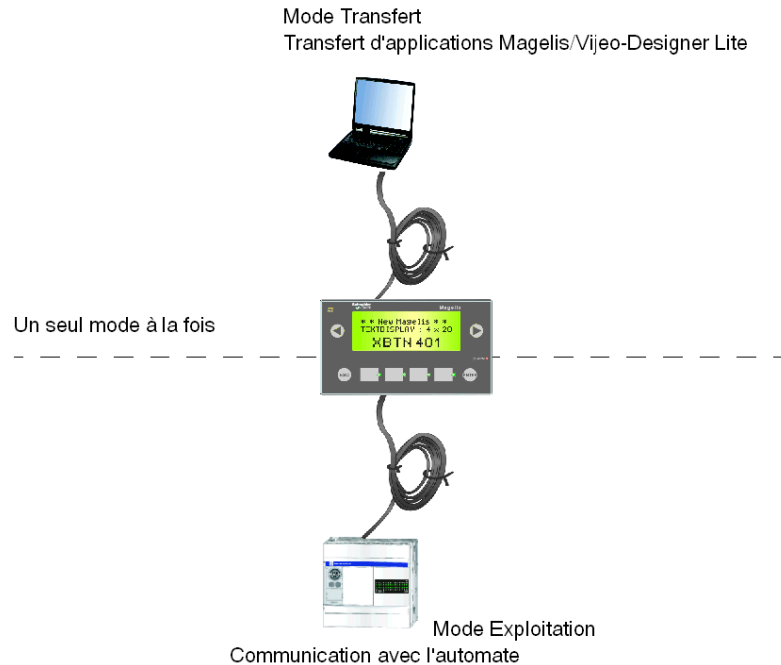 Mode Transfert
Transfert d'applications Magelis/Vijeo-Designer Lite
Magelis
* * New Magelis * *
TEXTDISPLAY : 4 x 20
XBTN 401
Un seul mode à la fois
Mode Exploitation
Communication avec l'automate